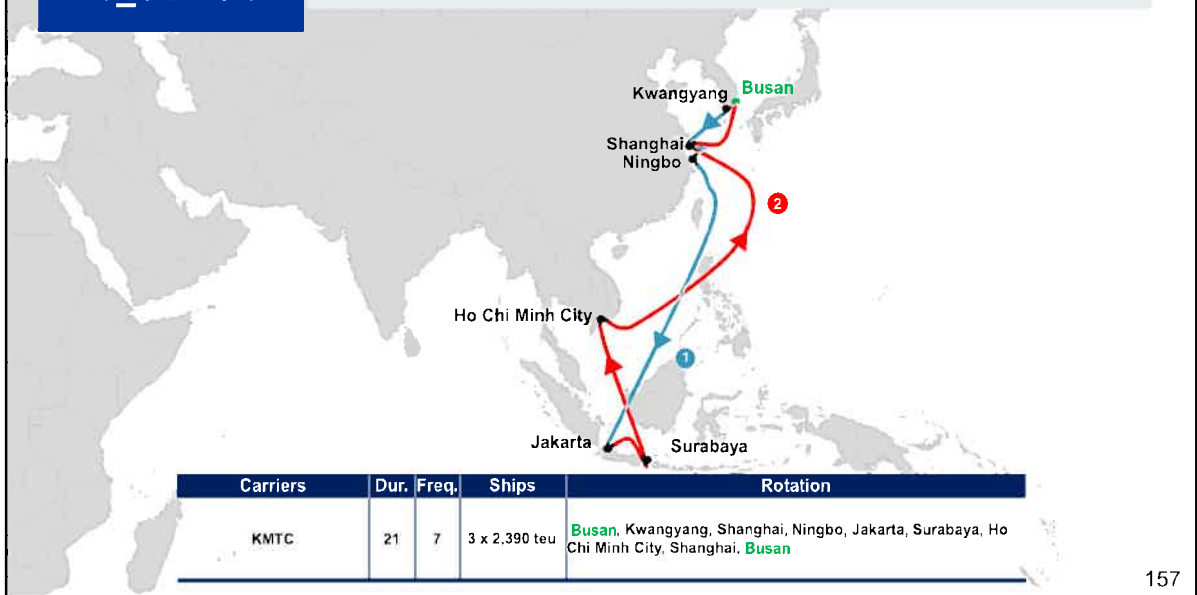 Kwangyang
Busan
Shanghai
Ningbo
2
Ho Chi Minh City
1
Jakarta
Surabaya
Carriers Dur. Freq. Ships Rotation
KMTC 21 7 3 x 2,390 teu Busan, Kwangyang, Shanghai, Ningbo, Jakarta, Surabaya, Ho
Chi Minh City, Shanghai, Busan
157